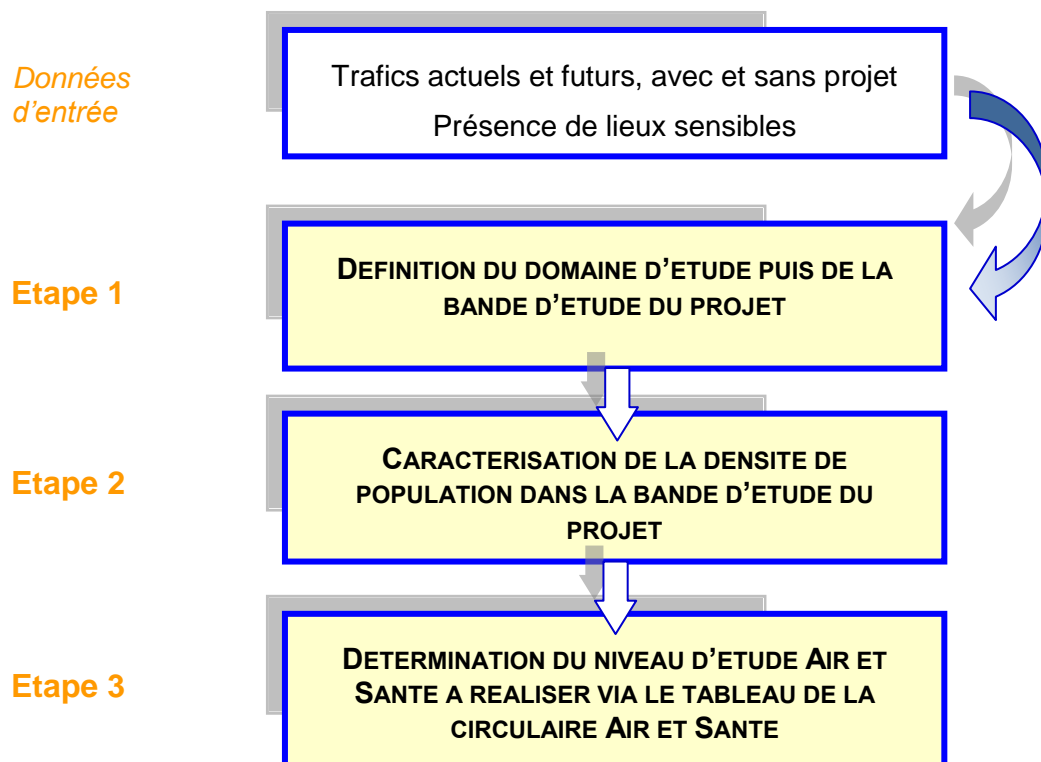 Données
d'entrée
Trafics actuels et futurs, avec et sans projet
Présence de lieux sensibles
Etape 1
DEFINITION DU DOMAINE D'ETUDE PUIS DE LA
BANDE D'ETUDE DU PROJET
Etape 2
CARACTERISATION DE LA DENSITE DE
POPULATION DANS LA BANDE D'ETUDE DU
PROJET
Etape 3
DETERMINATION DU NIVEAU D'ETUDE AIR ET
SANTE A REALISER VIA LE TABLEAU DE LA
CIRCULAIRE AIR ET SANTE